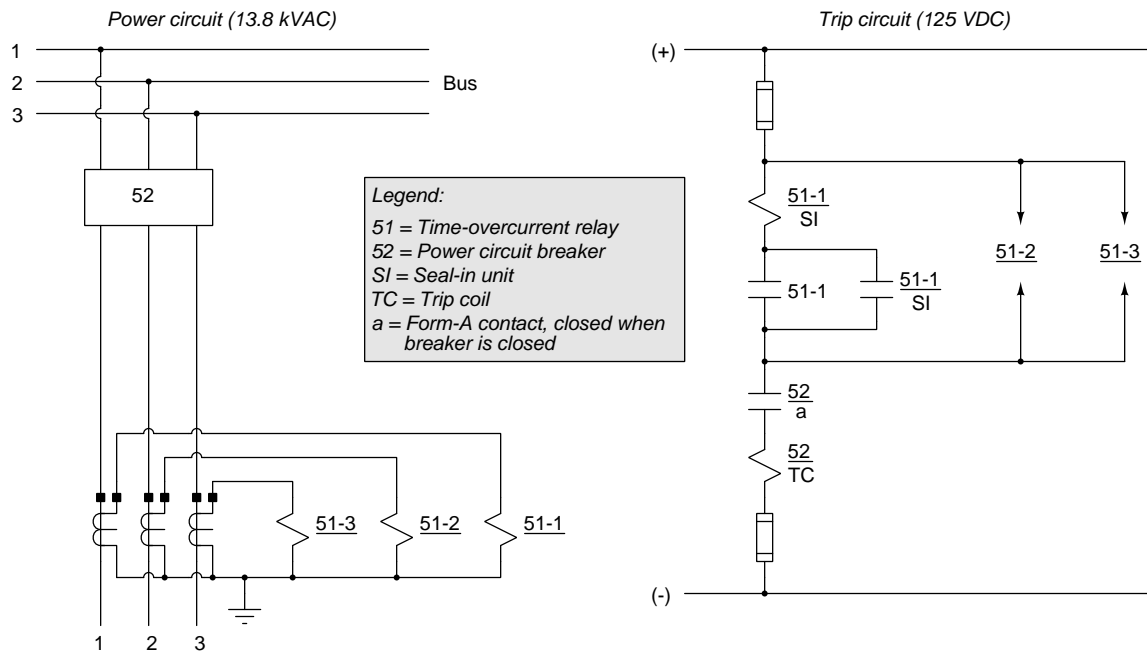 Power circuit (13.8 kVAC)
1
2
Bus
3
52
Legend:
51 = Time-overcurrent relay
52 = Power circuit breaker
SI = Seal-in unit
TC = Trip coil
a = Form-A contact, closed when
breaker is closed
51-3
51-2
51-1
1
2
3
Trip circuit (125 VDC)
(+)
51-1
SI
51-1
51-1
SI
51-2
51-3
52
a
52
TC
(-)